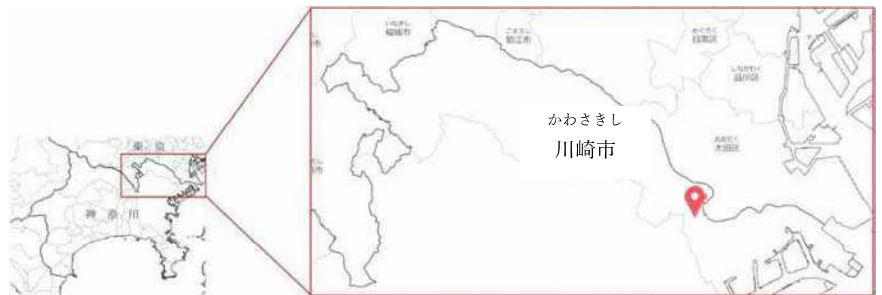 東京
神奈川
いなぎし
稲城市
こまえし
狛江市
めぐろく
目黒区
しながわく
品川区
かわさきし
川崎市
おおたく
大田区